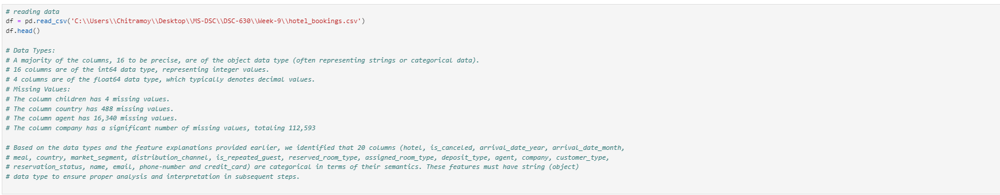 # reading data
df = pd.read_csv('C:\\Users\\Chitramoy\\Desktop\\MS-DSC\\DSC-630\\Week-9\\hotel_bookings.csv')
df.head()
# Data Types:
# A majority of the columns, 16 to be precise, are of the object data type (often representing strings or categorical data).
# 16 columns are of the int64 data type, representing integer values.
# 4 columns are of the float64 data type, which typically denotes decimal values.
# Missing Values:
# The column children has 4 missing values.
# The column country has 488 missing values.
# The column agent has 16,340 missing values.
# The column company has a significant number of missing values, totaling 112,593
# Based on the data types and the feature explanations provided earlier, we identified that 20 columns (hotel, is_canceled, arrival_date_year, arrival_date_month,
# meal, country, market_segment, distribution_channel, is_repeated_guest, reserved_room_type, assigned_room_type, deposit_type, agent, company, customer_type,
# reservation_status, name, email, phone-number and credit_card) are categorical in terms of their semantics. These features must have string (object)
# data type to ensure proper analysis and interpretation in subsequent steps.